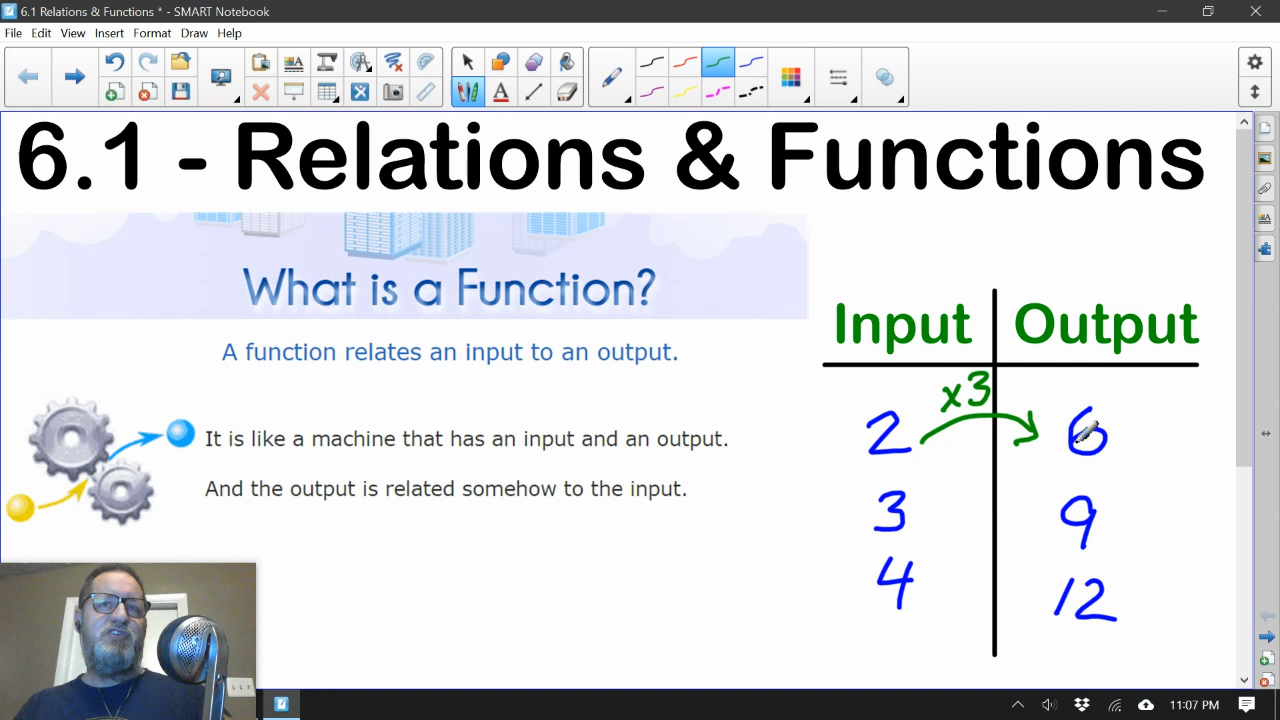 6.1 Relations & Functions * - SMART Notebook
File Edit View Insert Format Draw Help
6.1 - Relations & Functions
What is a Function?
A function relates an input to an output.
It is like a machine that has an input and an output.
And the output is related somehow to the input.
Input Output
x3
2 6
3 9
4 12
11:07 PM